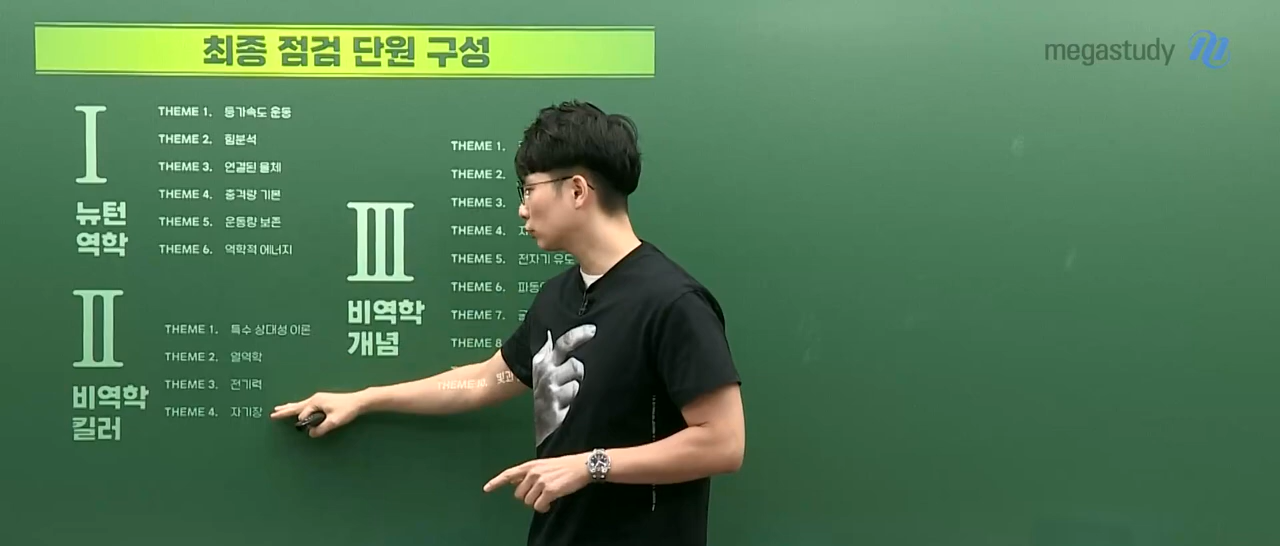 최종 점검 단원 구성
megastudy
I
뉴턴
역학
THEME 1. 등가속도 운동
THEME 2. 힘분석
THEME 3. 연결된 물체
THEME 4. 충격량 기본
THEME 5. 운동량 보존
THEME 6. 역학적 에너지
II
비역학
킬러
THEME 1. 특수 상대성 이론
THEME 2. 열역학
THEME 3. 전기력
THEME 4. 자기장
III
비역학
개념
THEME 1.
THEME 2.
THEME 3.
THEME 4.
THEME 5. 전자기 유도
THEME 6.
THEME 7.
THEME 8
THEME 10. 빛과